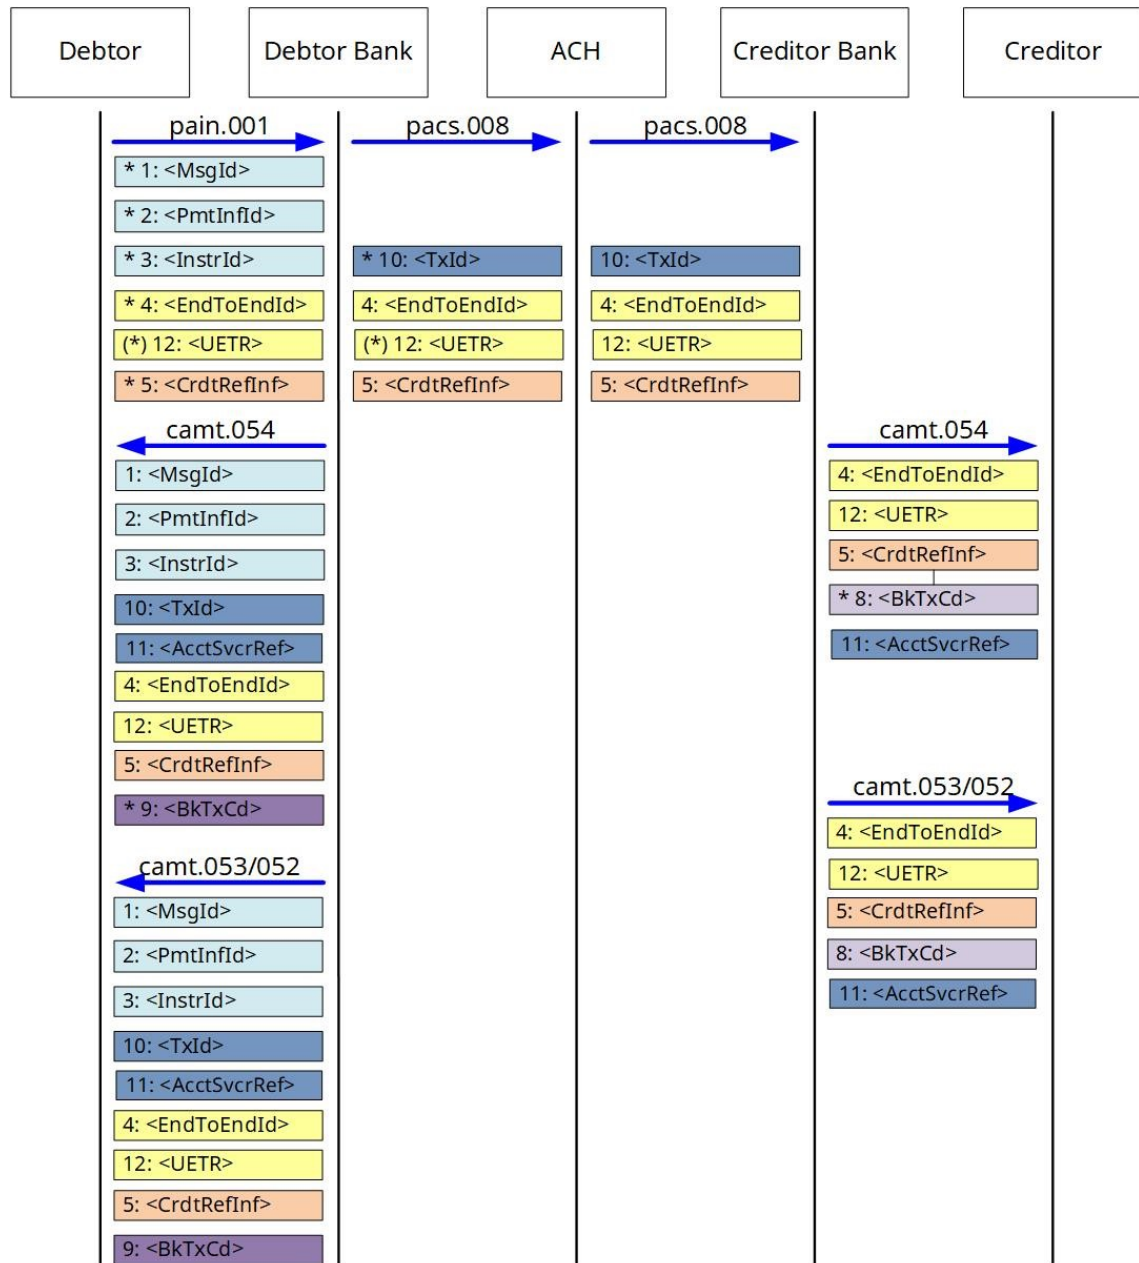 Debtor
Debtor Bank
ACH
Creditor Bank
Creditor
pain.001
pacs.008
pacs.008
* 1: <MsgId>
* 2: <PmtInfId>
* 3: <InstrId>
* 10: <TxId>
10: <TxId>
* 4: <EndToEndId>
4: <EndToEndId>
4: <EndToEndId>
(*) 12: <UETR>
(*) 12: <UETR>
12: <UETR>
* 5: <CrdtRefInf>
5: <CrdtRefInf>
5: <CrdtRefInf>
camt.054
1: <MsgId>
2: <PmtInfId>
3: <InstrId>
10: <TxId>
11: <AcctSvcrRef>
4: <EndToEndId>
12: <UETR>
5: <CrdtRefInf>
* 9: <BkTxCd>
camt.054
4: <EndToEndId>
12: <UETR>
5: <CrdtRefInf>
* 8: <BkTxCd>
11: <AcctSvcrRef>
camt.053/052
4: <EndToEndId>
12: <UETR>
5: <CrdtRefInf>
8: <BkTxCd>
11: <AcctSvcrRef>
camt.053/052
1: <MsgId>
2: <PmtInfId>
3: <InstrId>
10: <TxId>
11: <AcctSvcrRef>
4: <EndToEndId>
12: <UETR>
5: <CrdtRefInf>
9: <BkTxCd>